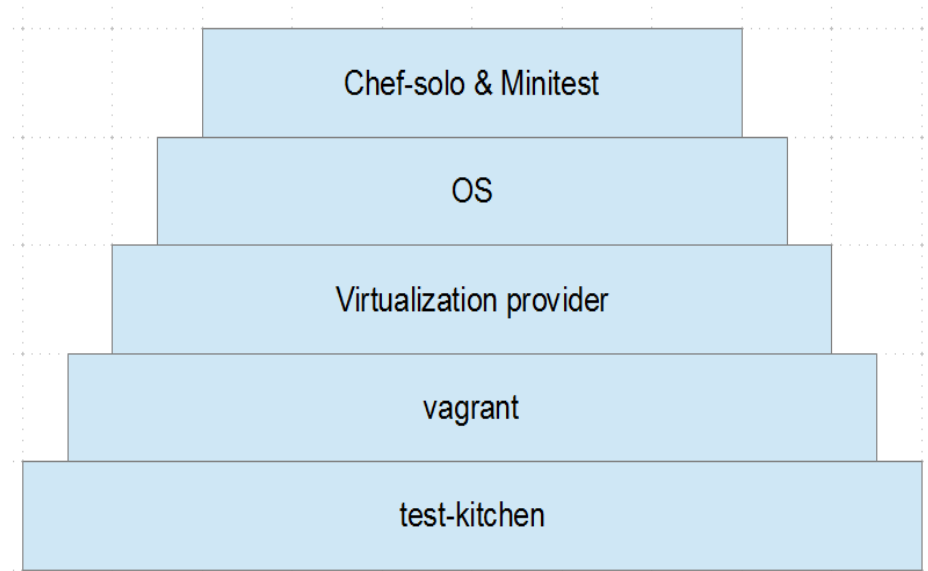 Chef-solo & Minitest
OS
Virtualization provider
vagrant
test-kitchen